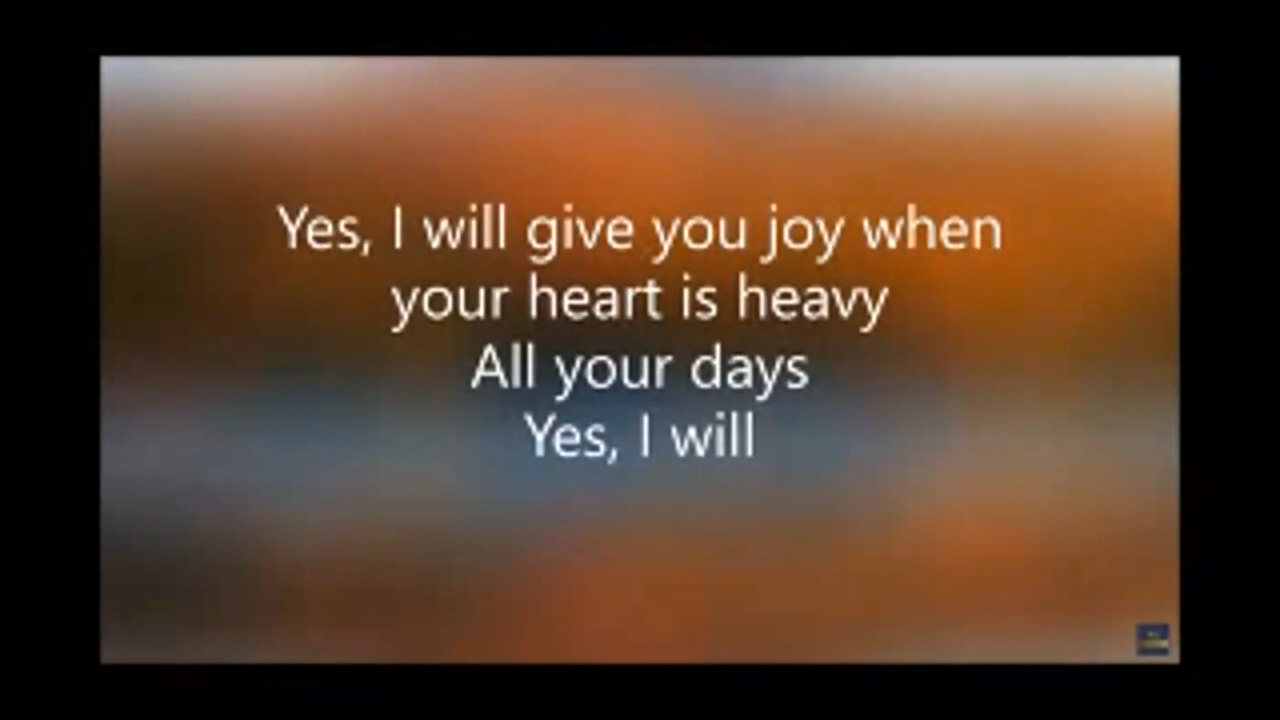 Yes, I will give you joy when
your heart is heavy
All your days
Yes, I will